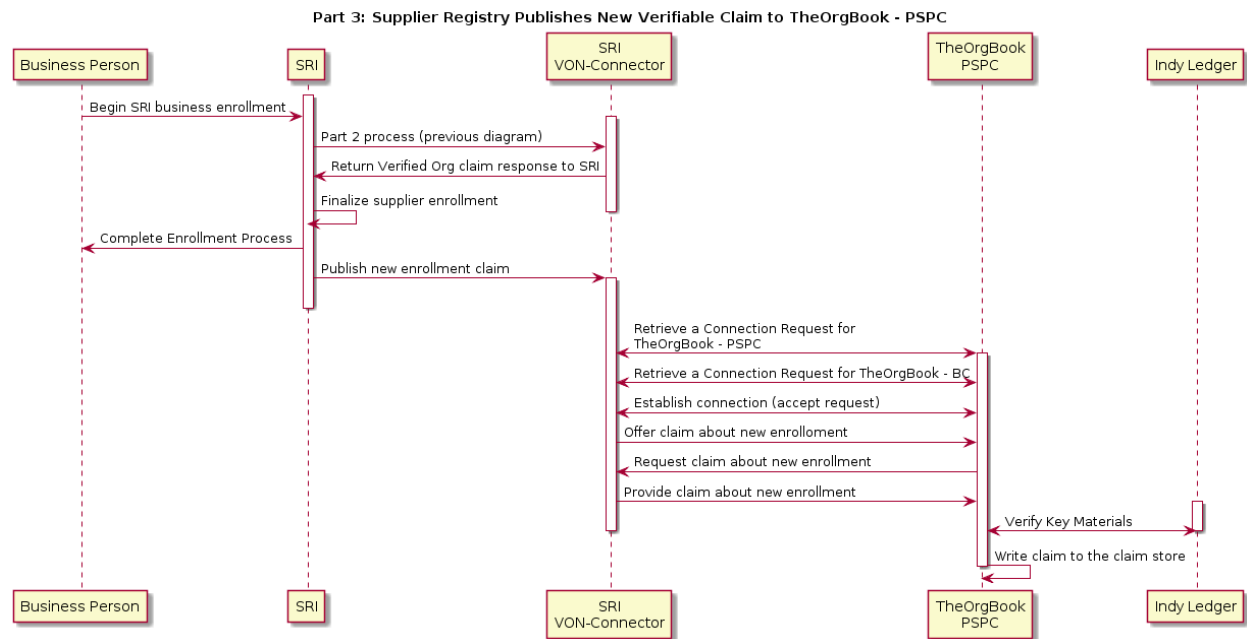 Part 3: Supplier Registry Publishes New Verifiable Claim to TheOrgBook - PSPC
Business Person
SRI
SRI
VON-Connector
TheOrgBook
PSPC
Indy Ledger
Begin SRI business enrollment
Part 2 process (previous diagram)
Return Verified Org claim response to SRI
Finalize supplier enrollment
Complete Enrollment Process
Publish new enrollment claim
Retrieve a Connection Request for
TheOrgBook - PSPC
Retrieve a Connection Request for TheOrgBook - BC
Establish connection (accept request)
Offer claim about new enrolloment
Request claim about new enrollment
Provide claim about new enrollment
Verify Key Materials
Write claim to the claim store
Business Person
SRI
SRI
VON-Connector
TheOrgBook
PSPC
Indy Ledger